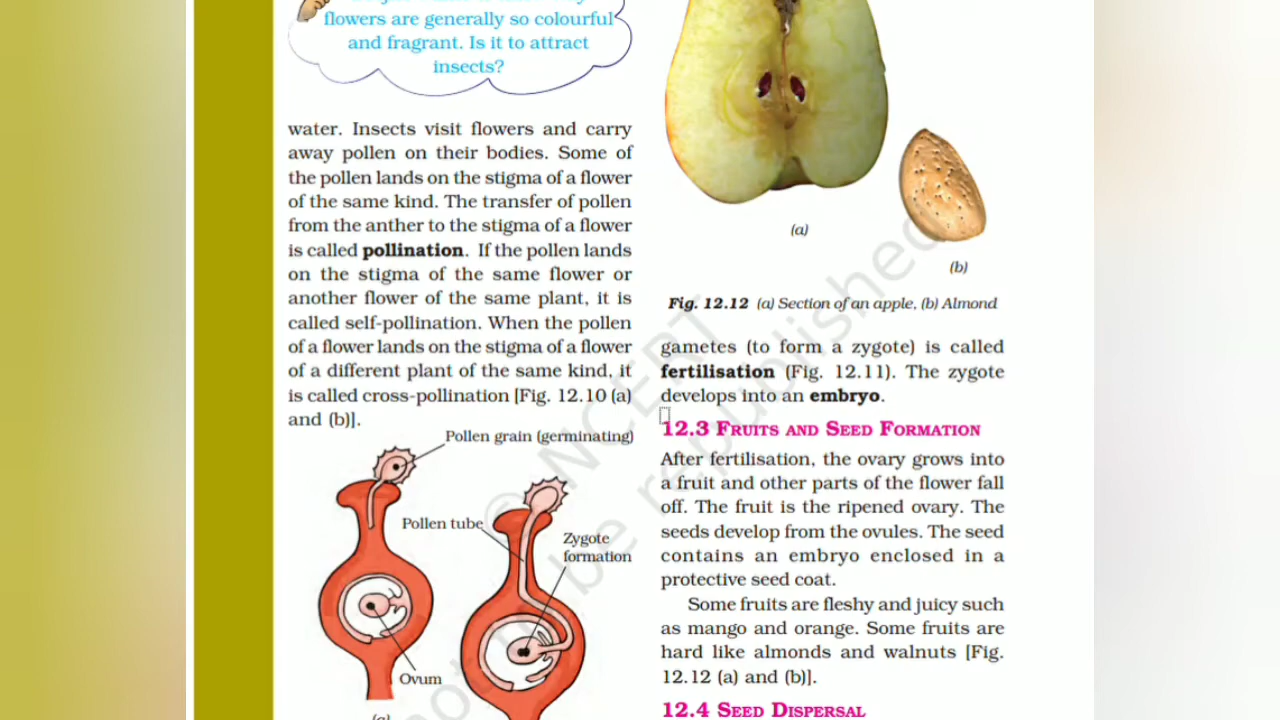 flowers are generally so colourful
and fragrant. Is it to attract
insects?
water. Insects visit flowers and carry
away pollen on their bodies. Some of
the pollen lands on the stigma of a flower
of the same kind. The transfer of pollen
from the anther to the stigma of a flower
is called pollination. If the pollen lands
on the stigma of the same flower or
another flower of the same plant, it is
called self-pollination. When the pollen
of a flower lands on the stigma of a flower
of a different plant of the same kind, it
is called cross-pollination [Fig. 12.10 (a)
and (b)].
Pollen grain (germinating)
Pollen tube
Zygote
formation
Ovum
(a)
(a)
(b)
Fig. 12.12 (a) Section of an apple, (b) Almond
gametes (to form a zygote) is called
fertilisation (Fig. 12.11). The zygote
develops into an embryo.
12.3 Fruits and Seed Formation
After fertilisation, the ovary grows into
a fruit and other parts of the flower fall
off. The fruit is the ripened ovary. The
seeds develop from the ovules. The seed
contains an embryo enclosed in a
protective seed coat.
Some fruits are fleshy and juicy such
as mango and orange. Some fruits are
hard like almonds and walnuts [Fig.
12.12 (a) and (b)].
12.4 Seed Dispersal
© NCERT
not to be republished